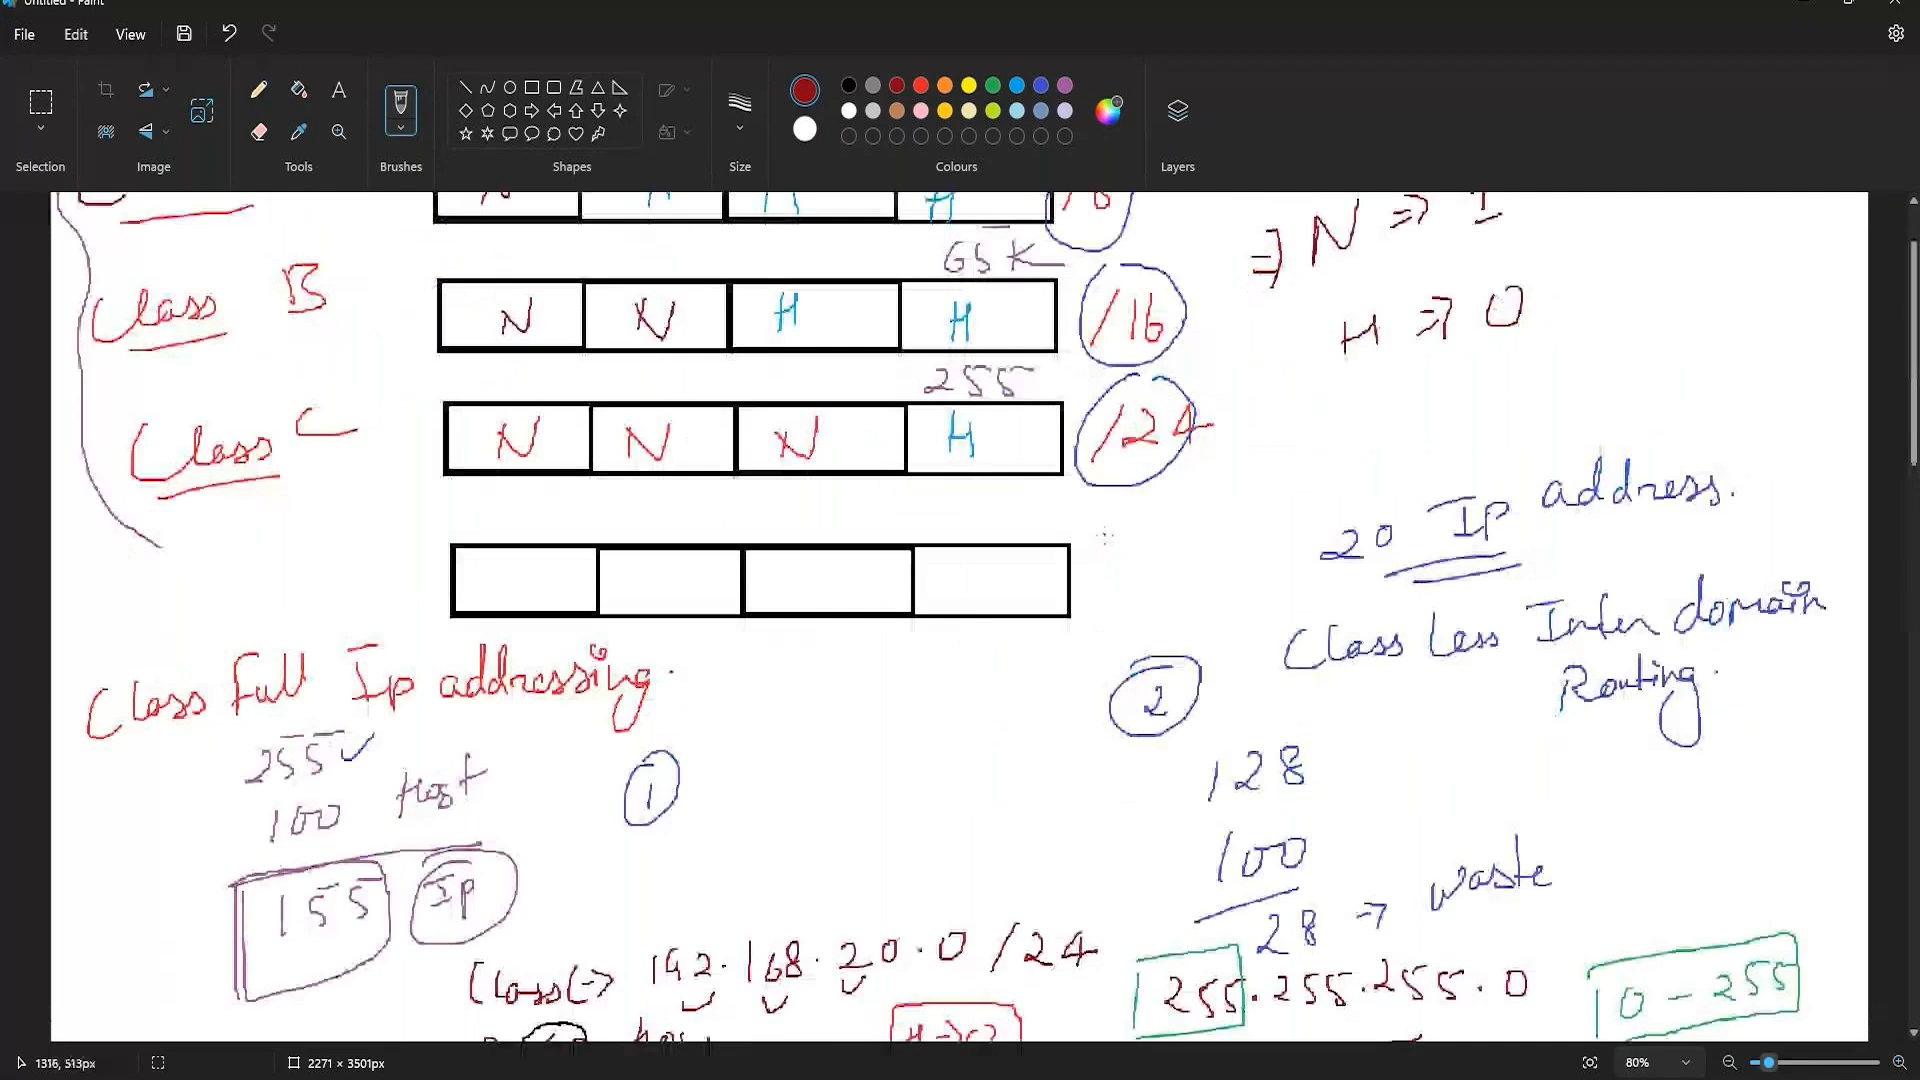 Untitled - Paint
File Edit View
Selection Image Tools Brushes Shapes Size Colours Layers
N H H H /8
N => 1
65K
Class B N N H H /16
H => 0
255
Class C N N N H /24
20 Ip address.
Class Less Inter domain
Routing.
Class Full Ip addressing.
2
255
128
100 Host
1
100
155 Ip
28 => waste
Class C-> 192.168.20.0 /24 255.255.255.0 0 - 255
1316, 513px 2271 × 3501px 80%